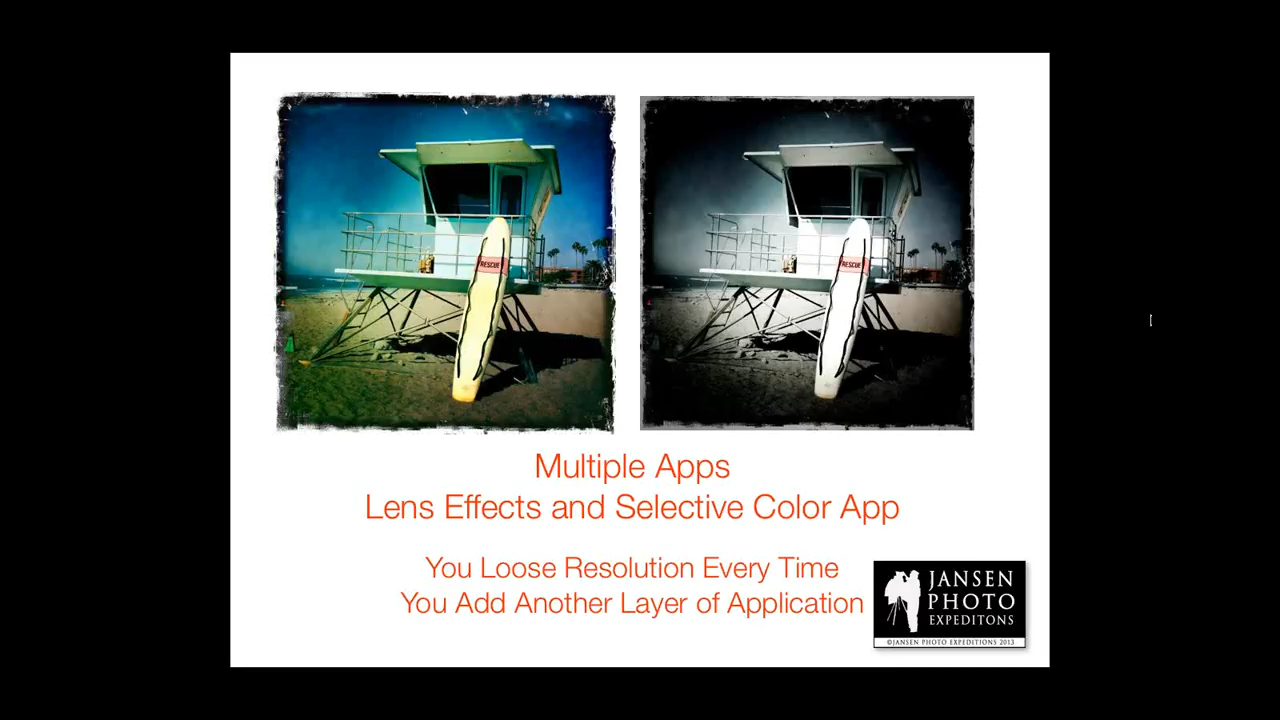 RESCUE
RESCUE
Multiple Apps
Lens Effects and Selective Color App
You Loose Resolution Every Time
You Add Another Layer of Application
JANSEN
PHOTO
EXPEDITONS
©JANSEN PHOTO EXPEDITIONS 2013